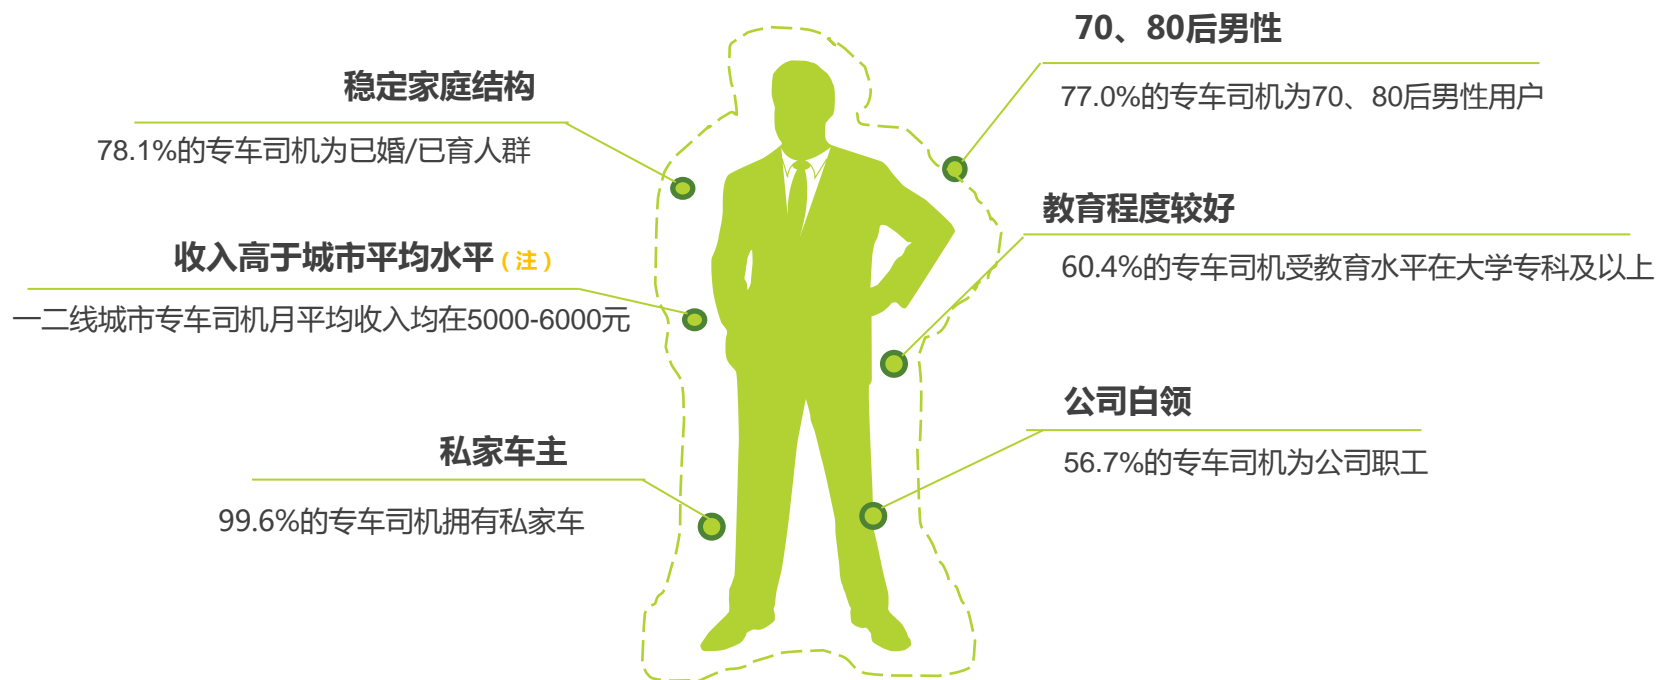 稳定家庭结构
78.1%的专车司机为已婚/已育人群
收入高于城市平均水平（注）
一二线城市专车司机月平均收入均在5000-6000元
私家车主
99.6%的专车司机拥有私家车
70、80后男性
77.0%的专车司机为70、80后男性用户
教育程度较好
60.4%的专车司机受教育水平在大学专科及以上
公司白领
56.7%的专车司机为公司职工